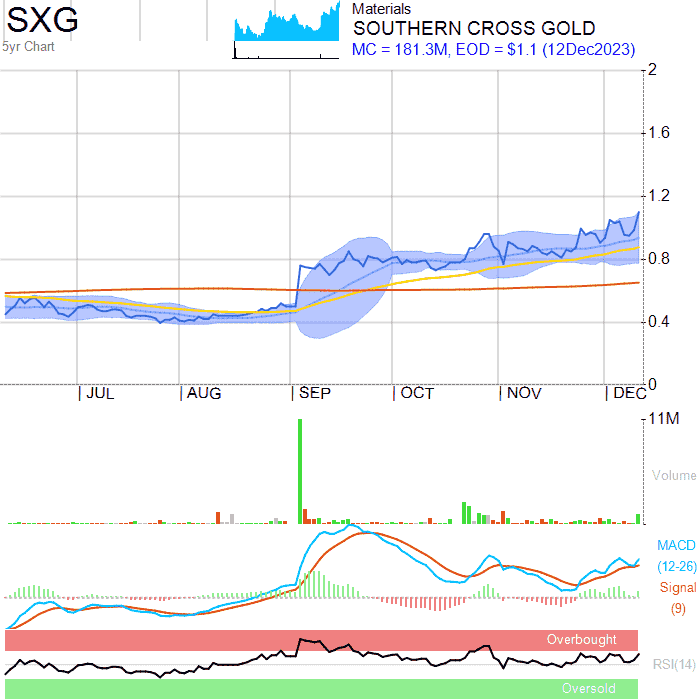 SXG
5yr Chart
Materials
SOUTHERN CROSS GOLD
MC = 181.3M, EOD = $1.1 (12Dec2023)
2
1.6
1.2
0.8
0.4
0
| JUL | AUG | SEP | OCT | NOV | DEC
11M
Volume
MACD
(12-26)
Signal
(9)
Overbought
RSI(14)
Oversold